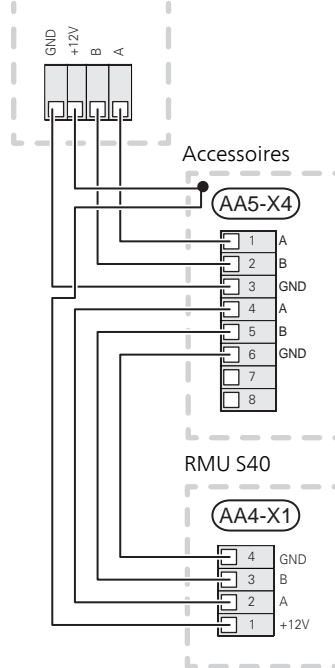 GND
+12V
B
A
Accessoires
AA5-X4
1 A
2 B
3 GND
4 A
5 B
6 GND
7
8
RMU S40
AA4-X1
4 GND
3 B
2 A
1 +12V